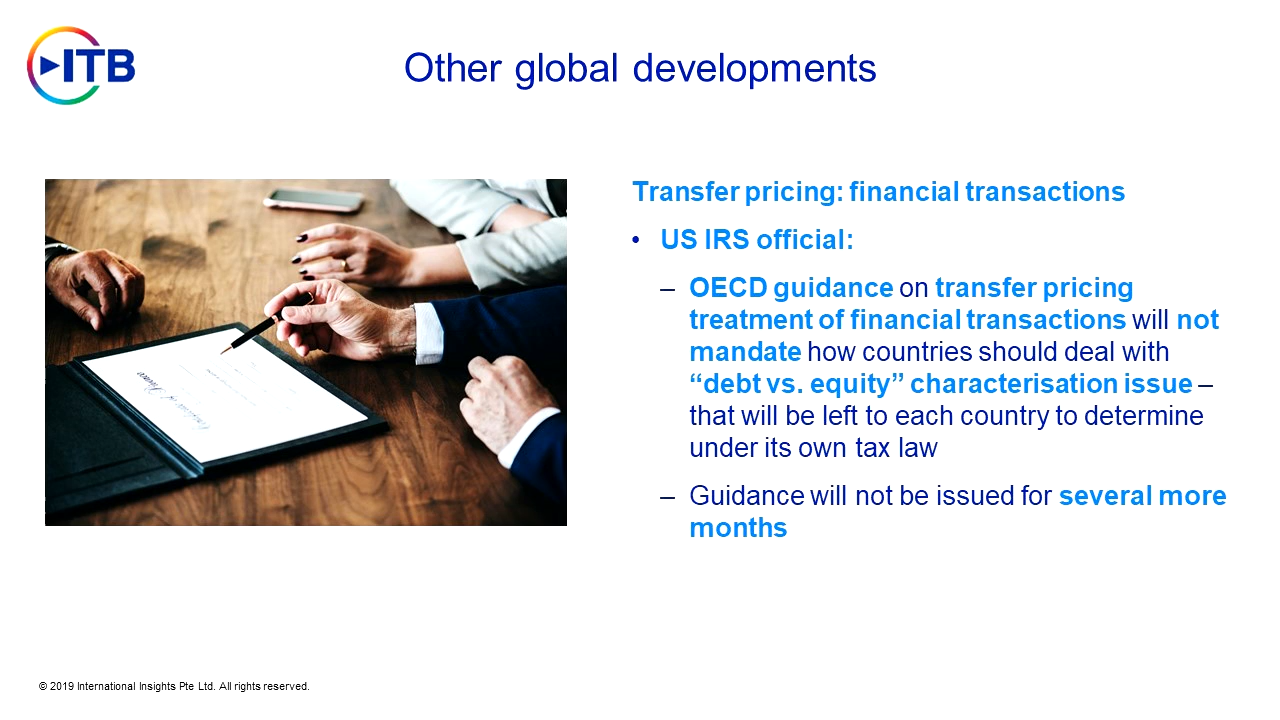 ITB
Other global developments
Transfer pricing: financial transactions
• US IRS official:
– OECD guidance on transfer pricing
treatment of financial transactions will not
mandate how countries should deal with
“debt vs. equity” characterisation issue –
that will be left to each country to determine
under its own tax law
– Guidance will not be issued for several more
months
© 2019 International Insights Pte Ltd. All rights reserved.